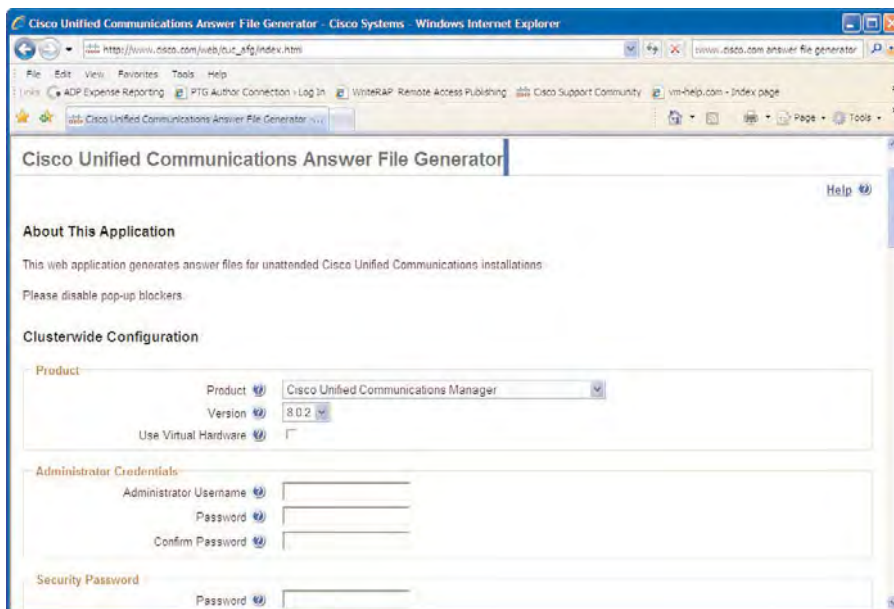 Cisco Unified Communications Answer File Generator - Cisco Systems - Windows Internet Explorer
http://www.cisco.com/web/cuc_afg/index.html
www.cisco.com answer file generator
File Edit View Favorites Tools Help
Links ADP Expense Reporting PTG Author Connection - Log In WriteRAP Remote Access Publishing Cisco Support Community vm-help.com - Index page
Cisco Unified Communications Answer File Generator -...
Page Tools
Cisco Unified Communications Answer File Generator
Help
About This Application
This web application generates answer files for unattended Cisco Unified Communications installations
Please disable pop-up blockers.
Clusterwide Configuration
Product
Product Cisco Unified Communications Manager
Version 8.0.2
Use Virtual Hardware
Administrator Credentials
Administrator Username
Password
Confirm Password
Security Password
Password